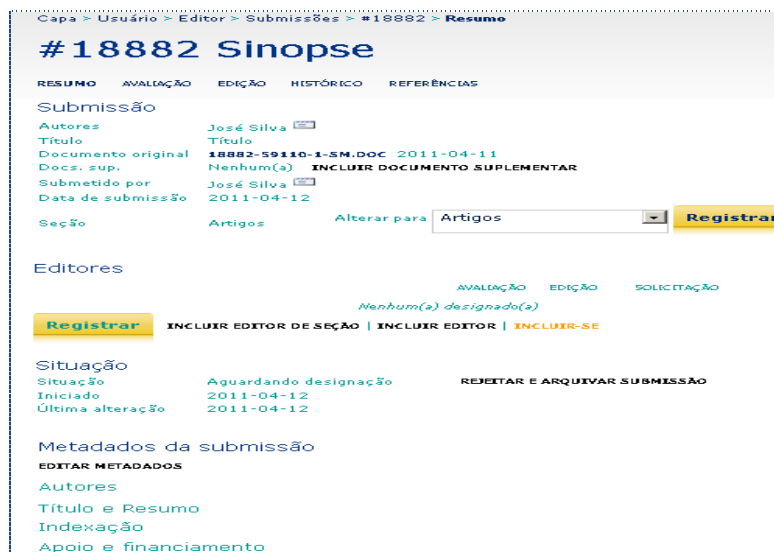 Capa > Usuário > Editor > Submissões > #18882 > Resumo
#18882 Sinopse
RESUMO AVALIAÇÃO EDIÇÃO HISTÓRICO REFERÊNCIAS
Submissão
Autores José Silva
Título Título
Documento original 18882-59110-1-SM.DOC 2011-04-11
Docs. sup. Nenhum(a) INCLUIR DOCUMENTO SUPLEMENTAR
Submetido por José Silva
Data de submissão 2011-04-12
Seção Artigos Alterar para Artigos Registrar
Editores
AVALIAÇÃO EDIÇÃO SOLICITAÇÃO
Nenhum(a) designado(a)
Registrar INCLUIR EDITOR DE SEÇÃO | INCLUIR EDITOR | INCLUIR-SE
Situação
Situação Aguardando designação REJEITAR E ARQUIVAR SUBMISSÃO
Iniciado 2011-04-12
Última alteração 2011-04-12
Metadados da submissão
EDITAR METADADOS
Autores
Título e Resumo
Indexação
Apoio e financiamento